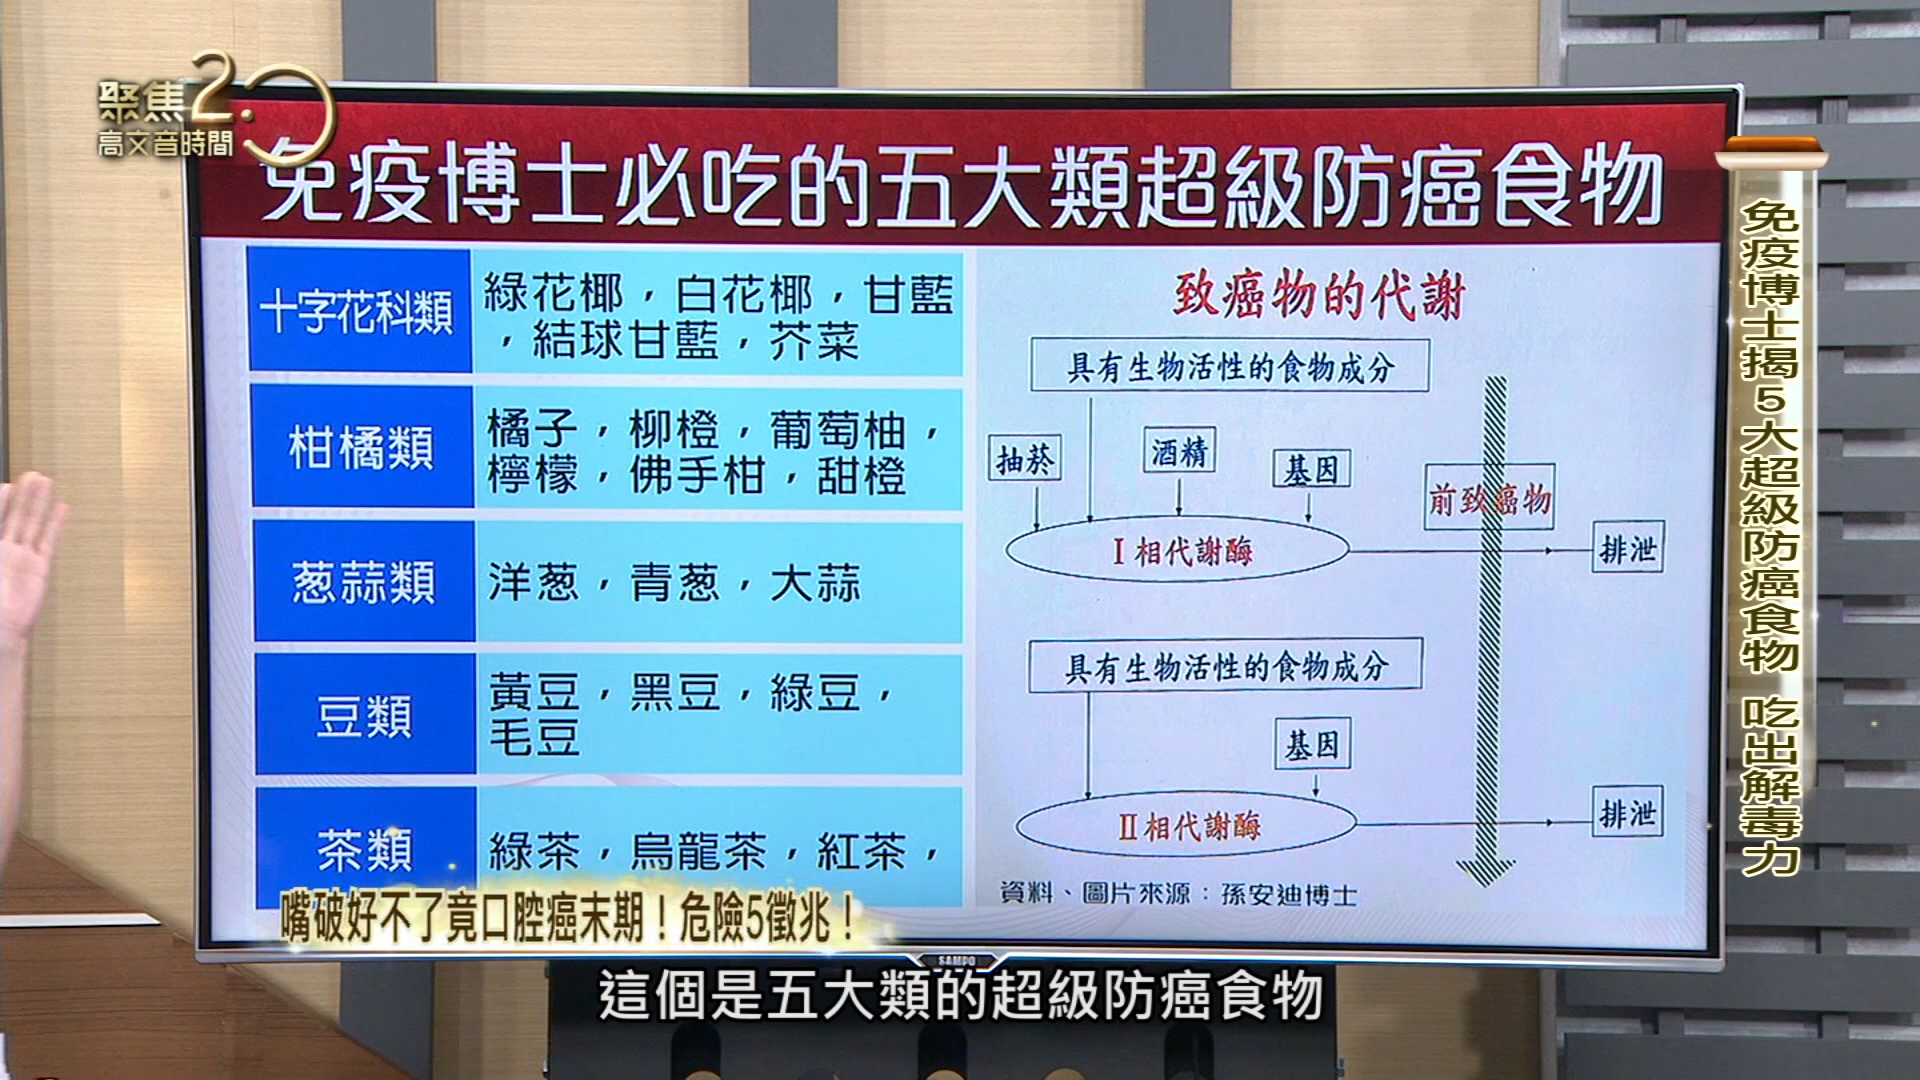 聚焦2.0
高文音時間
免疫博士必吃的五大類超級防癌食物
十字花科類
綠花椰，白花椰，甘藍
，結球甘藍，芥菜
柑橘類
橘子，柳橙，葡萄柚，
檸檬，佛手柑，甜橙
葱蒜類
洋葱，青葱，大蒜
豆類
黃豆，黑豆，綠豆，
毛豆
茶類
綠茶，烏龍茶，紅茶，
致癌物的代謝
具有生物活性的食物成分
抽菸
酒精
基因
前致癌物
I 相代謝酶
排泄
具有生物活性的食物成分
基因
II 相代謝酶
排泄
資料、圖片來源：孫安迪博士
免疫博士揭5大超級防癌食物 吃出解毒力
嘴破好不了竟口腔癌末期！危險5徵兆！
SAMPO
這個是五大類的超級防癌食物